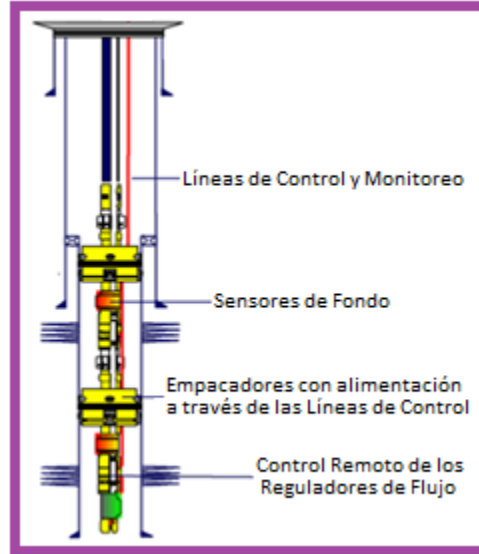 Líneas de Control y Monitoreo
Sensores de Fondo
Empacadores con alimentación
a través de las Líneas de Control
Control Remoto de los
Reguladores de Flujo